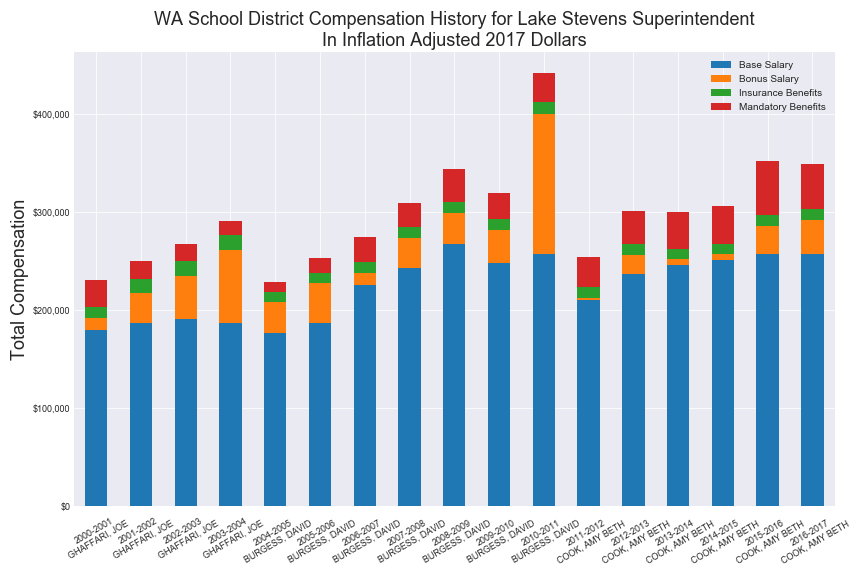 WA School District Compensation History for Lake Stevens Superintendent
In Inflation Adjusted 2017 Dollars
Base Salary
Bonus Salary
Insurance Benefits
Mandatory Benefits
Total Compensation
$400,000
$300,000
$200,000
$100,000
$0
2000-2001
GHAFFARI, JOE
2001-2002
GHAFFARI, JOE
2002-2003
GHAFFARI, JOE
2003-2004
GHAFFARI, JOE
2004-2005
BURGESS, DAVID
2005-2006
BURGESS, DAVID
2006-2007
BURGESS, DAVID
2007-2008
BURGESS, DAVID
2008-2009
BURGESS, DAVID
2009-2010
BURGESS, DAVID
2010-2011
BURGESS, DAVID
2011-2012
COOK, AMY BETH
2012-2013
COOK, AMY BETH
2013-2014
COOK, AMY BETH
2014-2015
COOK, AMY BETH
2015-2016
COOK, AMY BETH
2016-2017
COOK, AMY BETH